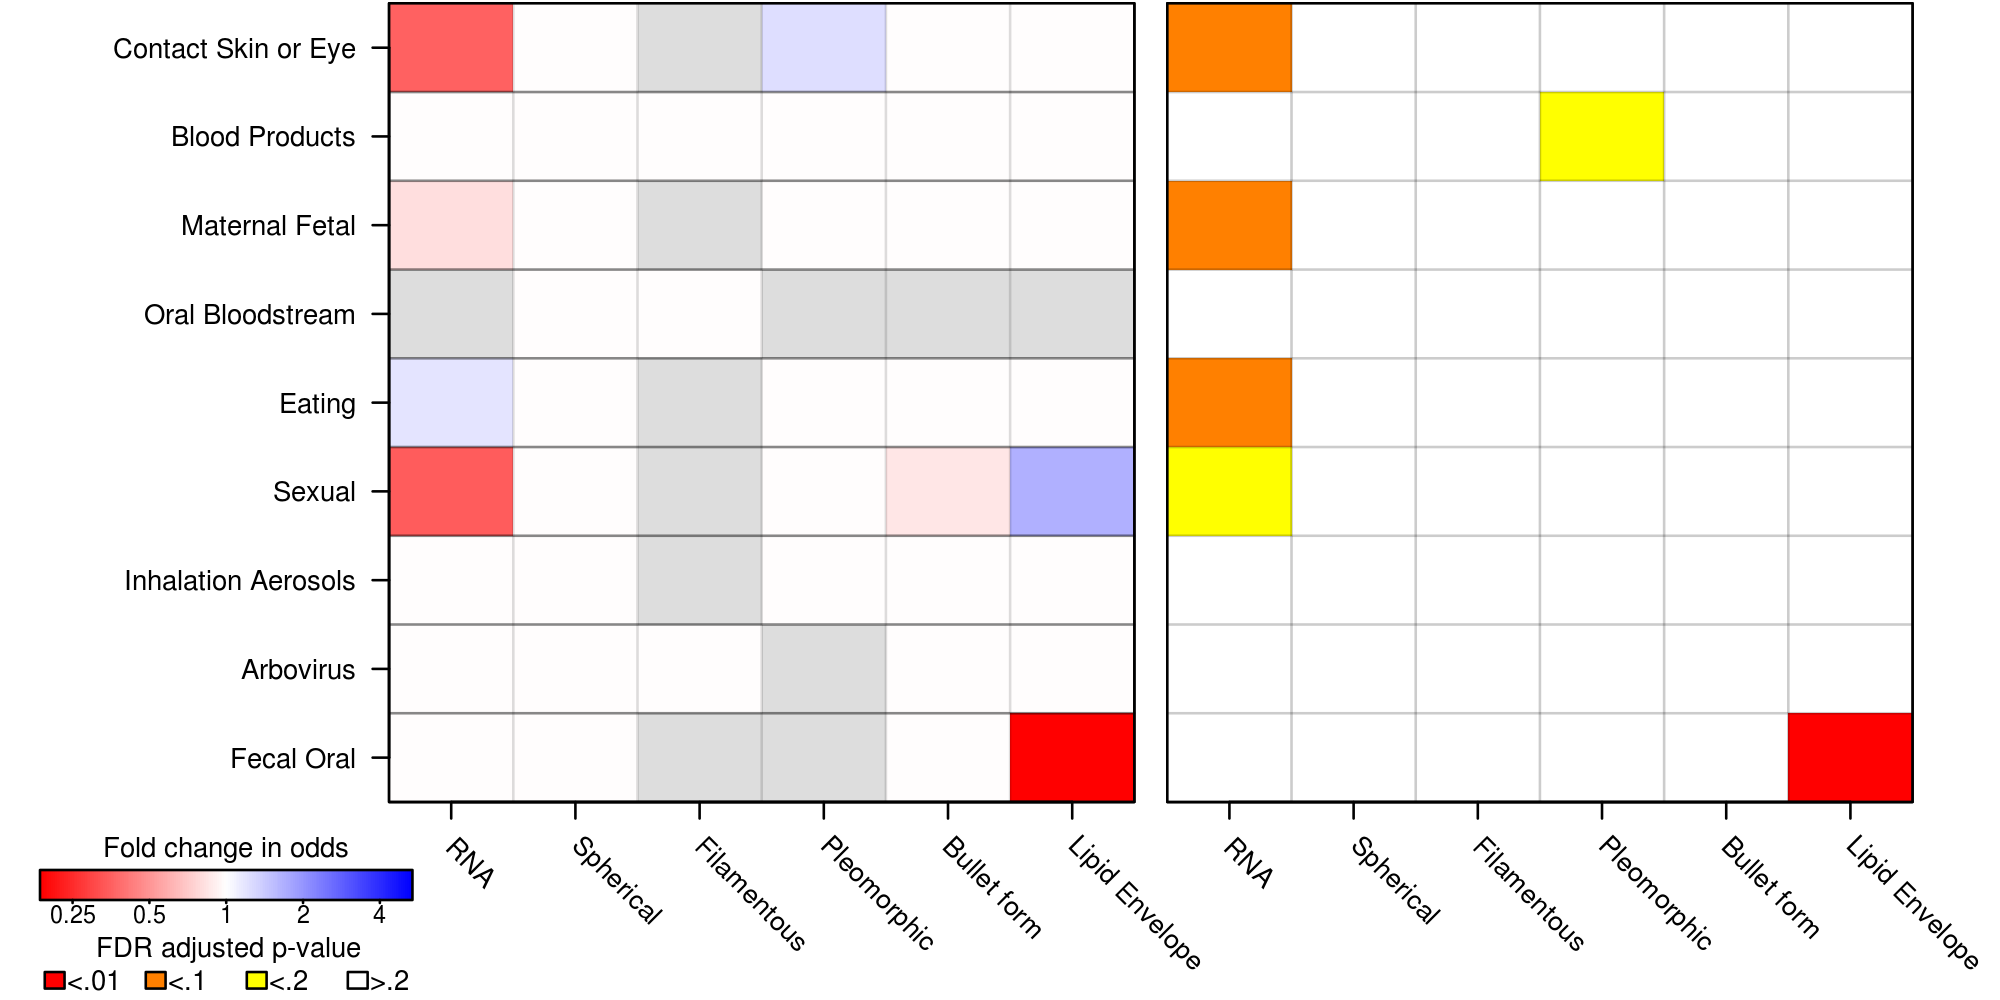 Contact Skin or Eye
Blood Products
Maternal Fetal
Oral Bloodstream
Eating
Sexual
Inhalation Aerosols
Arbovirus
Fecal Oral
RNA
Spherical
Filamentous
Pleomorphic
Bullet form
Lipid Envelope
RNA
Spherical
Filamentous
Pleomorphic
Bullet form
Lipid Envelope
Fold change in odds
0.25 0.5 1 2 4
FDR adjusted p-value
<.01 <.1 <.2 >.2